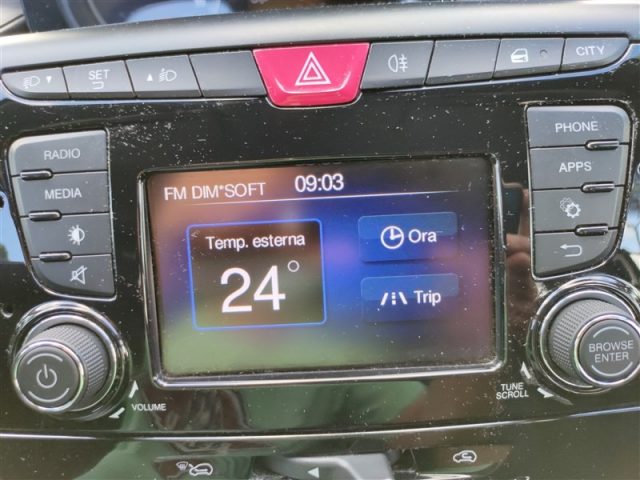 SET
CITY
RADIO
MEDIA
PHONE
APPS
FM DIM*SOFT 09:03
Temp. esterna
24°
Ora
Trip
VOLUME
BROWSE
ENTER
TUNE
SCROLL